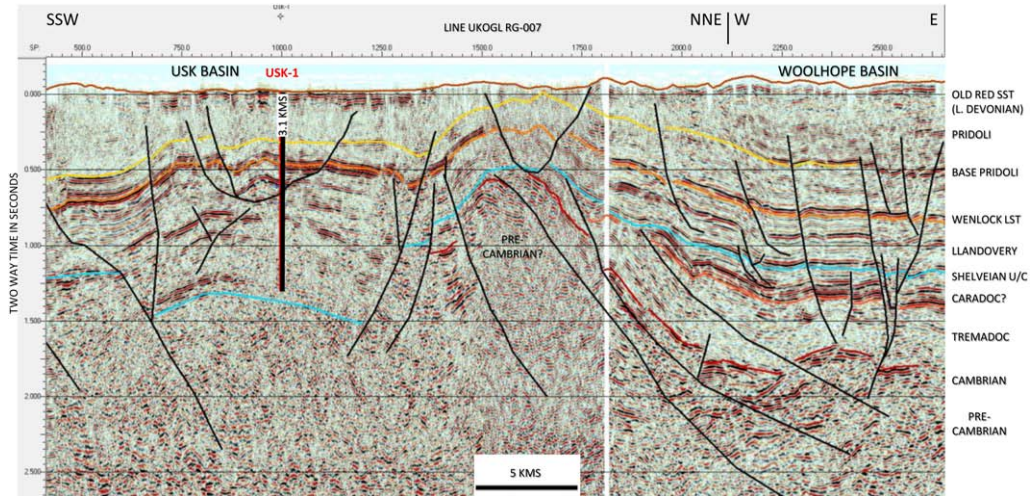 USK-1
SSW LINE UKOGL RG-007 NNE W E
SP: 500.0 750.0 1000.0 1250.0 1500.0 1750.0 2000.0 2250.0 2500.0
USK BASIN USK-1 WOOLHOPE BASIN
3.1 KMS
TWO WAY TIME IN SECONDS
0.000
0.500
1.000
1.500
2.000
2.500
PRE-
CAMBRIAN?
5 KMS
OLD RED SST
(L. DEVONIAN)
PRIDOLI
BASE PRIDOLI
WENLOCK LST
LLANDOVERY
SHELVEIAN U/C
CARADOC?
TREMADOC
CAMBRIAN
PRE-
CAMBRIAN